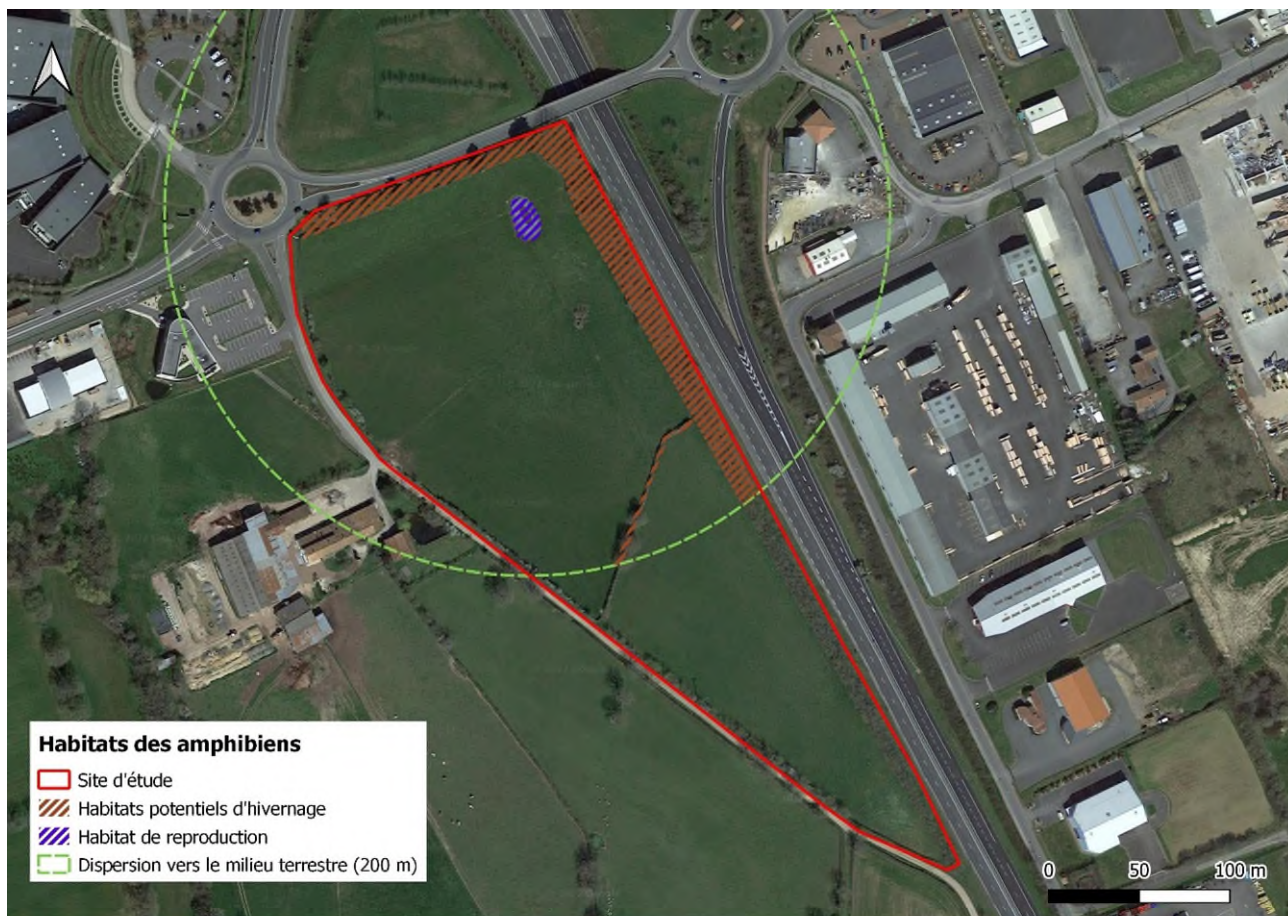 Habitats des amphibiens
Site d'étude
Habitats potentiels d'hivernage
Habitat de reproduction
Dispersion vers le milieu terrestre (200 m)
0 50 100 m